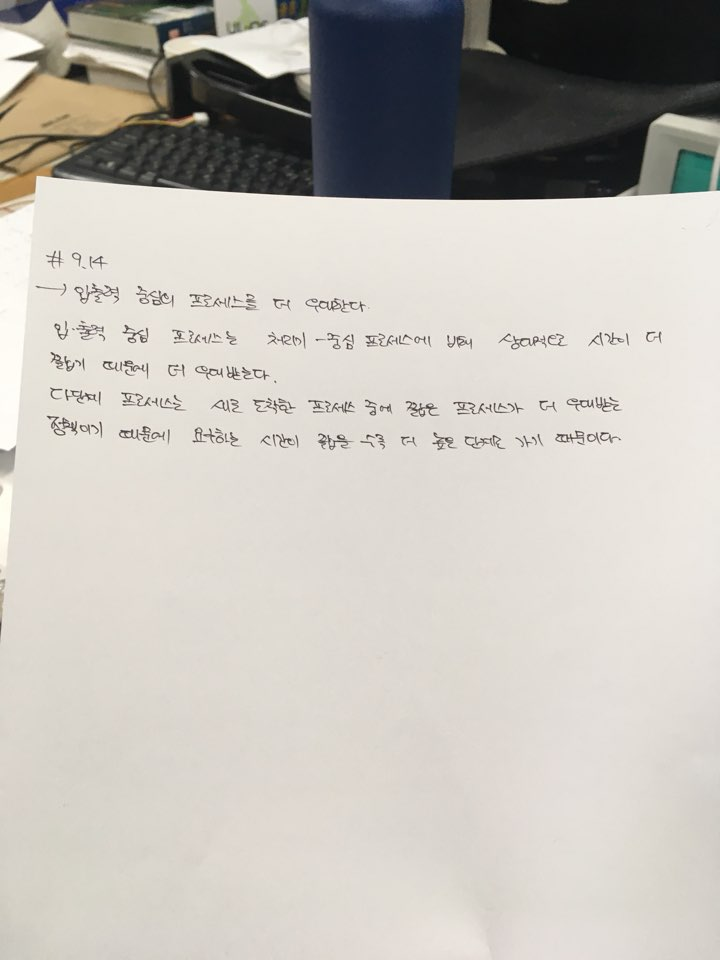 # 9.14
→ 입출력 중심의 프로세스를 더 우대한다.
입·출력 중심 프로세스는 처리기-중심 프로세스에 비해 상대적으로 시간이 더
짧기 때문에 더 우대받는다.
다단계 프로세스는 새로 도착한 프로세스 중에 짧은 프로세스가 더 우대받는
정책이기 때문에 요구하는 시간이 짧을 수록 더 높은 단계로 가기 때문이다.